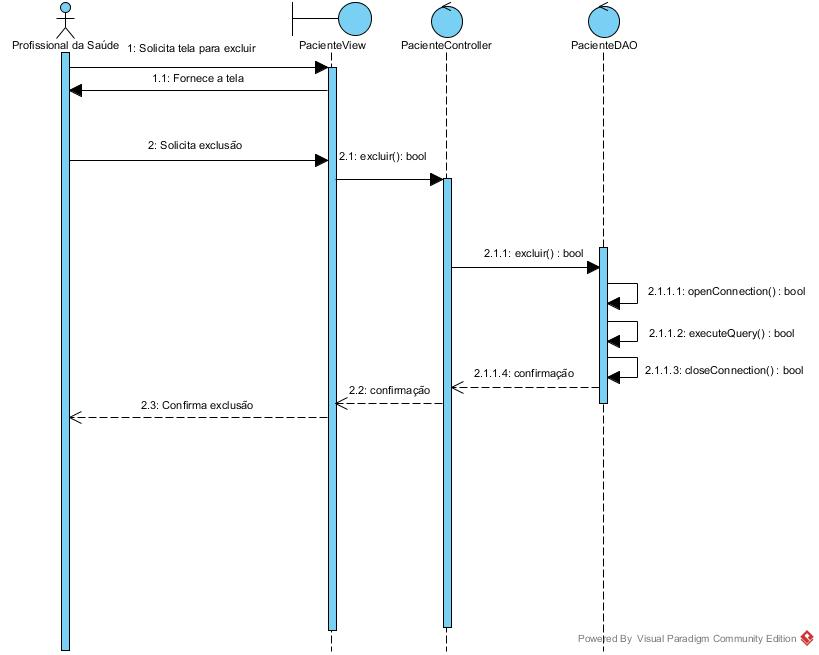 Profissional da Saúde
PacienteView
PacienteController
PacienteDAO
1: Solicita tela para excluir
1.1: Fornece a tela
2: Solicita exclusão
2.1: excluir(): bool
2.1.1: excluir() : bool
2.1.1.1: openConnection() : bool
2.1.1.2: executeQuery() : bool
2.1.1.3: closeConnection() : bool
2.1.1.4: confirmação
2.2: confirmação
2.3: Confirma exclusão
Powered By Visual Paradigm Community Edition